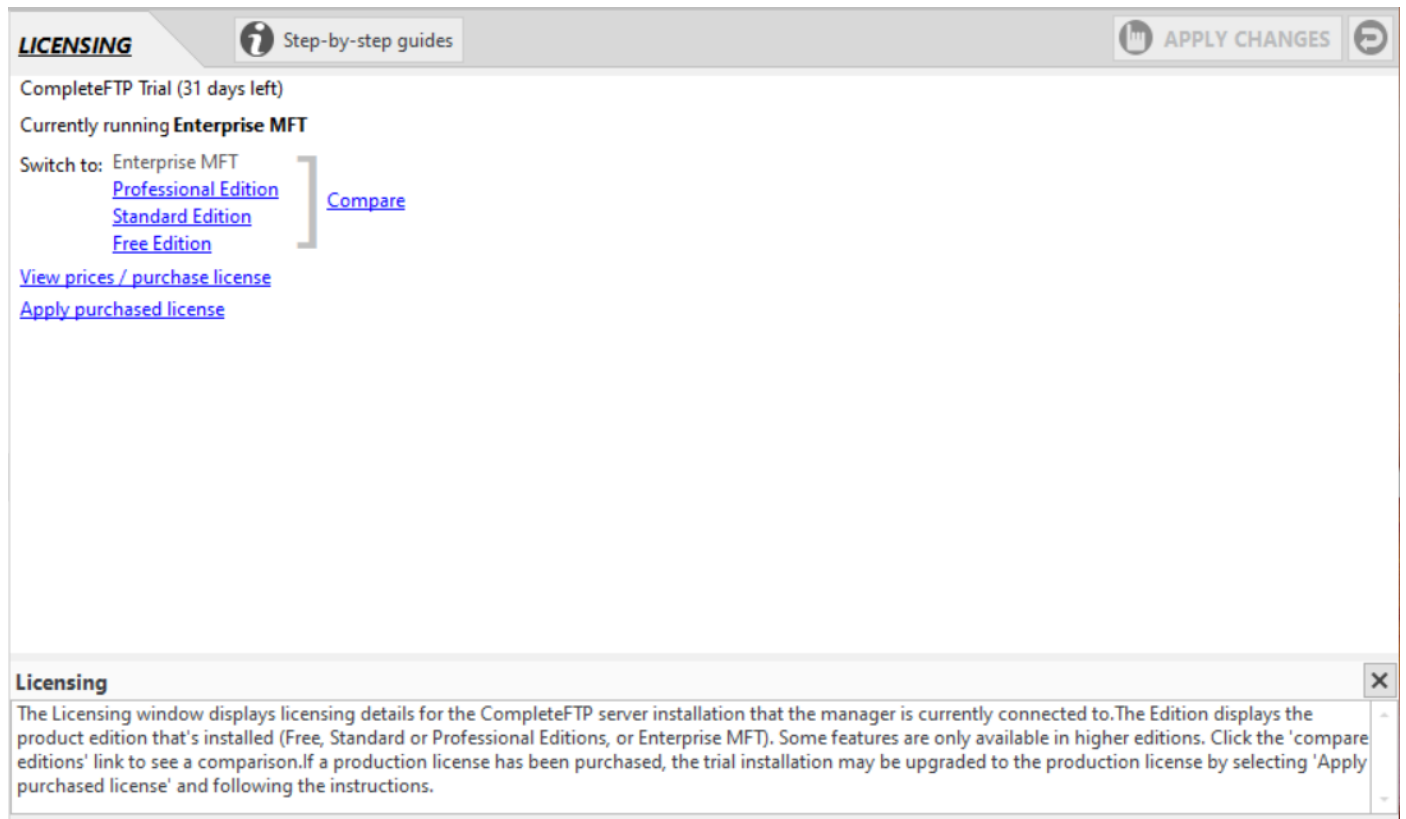 LICENSING
Step-by-step guides
APPLY CHANGES
CompleteFTP Trial (31 days left)
Currently running Enterprise MFT
Switch to: Enterprise MFT
Professional Edition
Compare
Standard Edition
Free Edition
View prices / purchase license
Apply purchased license
Licensing
The Licensing window displays licensing details for the CompleteFTP server installation that the manager is currently connected to.The Edition displays the
product edition that's installed (Free, Standard or Professional Editions, or Enterprise MFT). Some features are only available in higher editions. Click the 'compare
editions' link to see a comparison.If a production license has been purchased, the trial installation may be upgraded to the production license by selecting 'Apply
purchased license' and following the instructions.